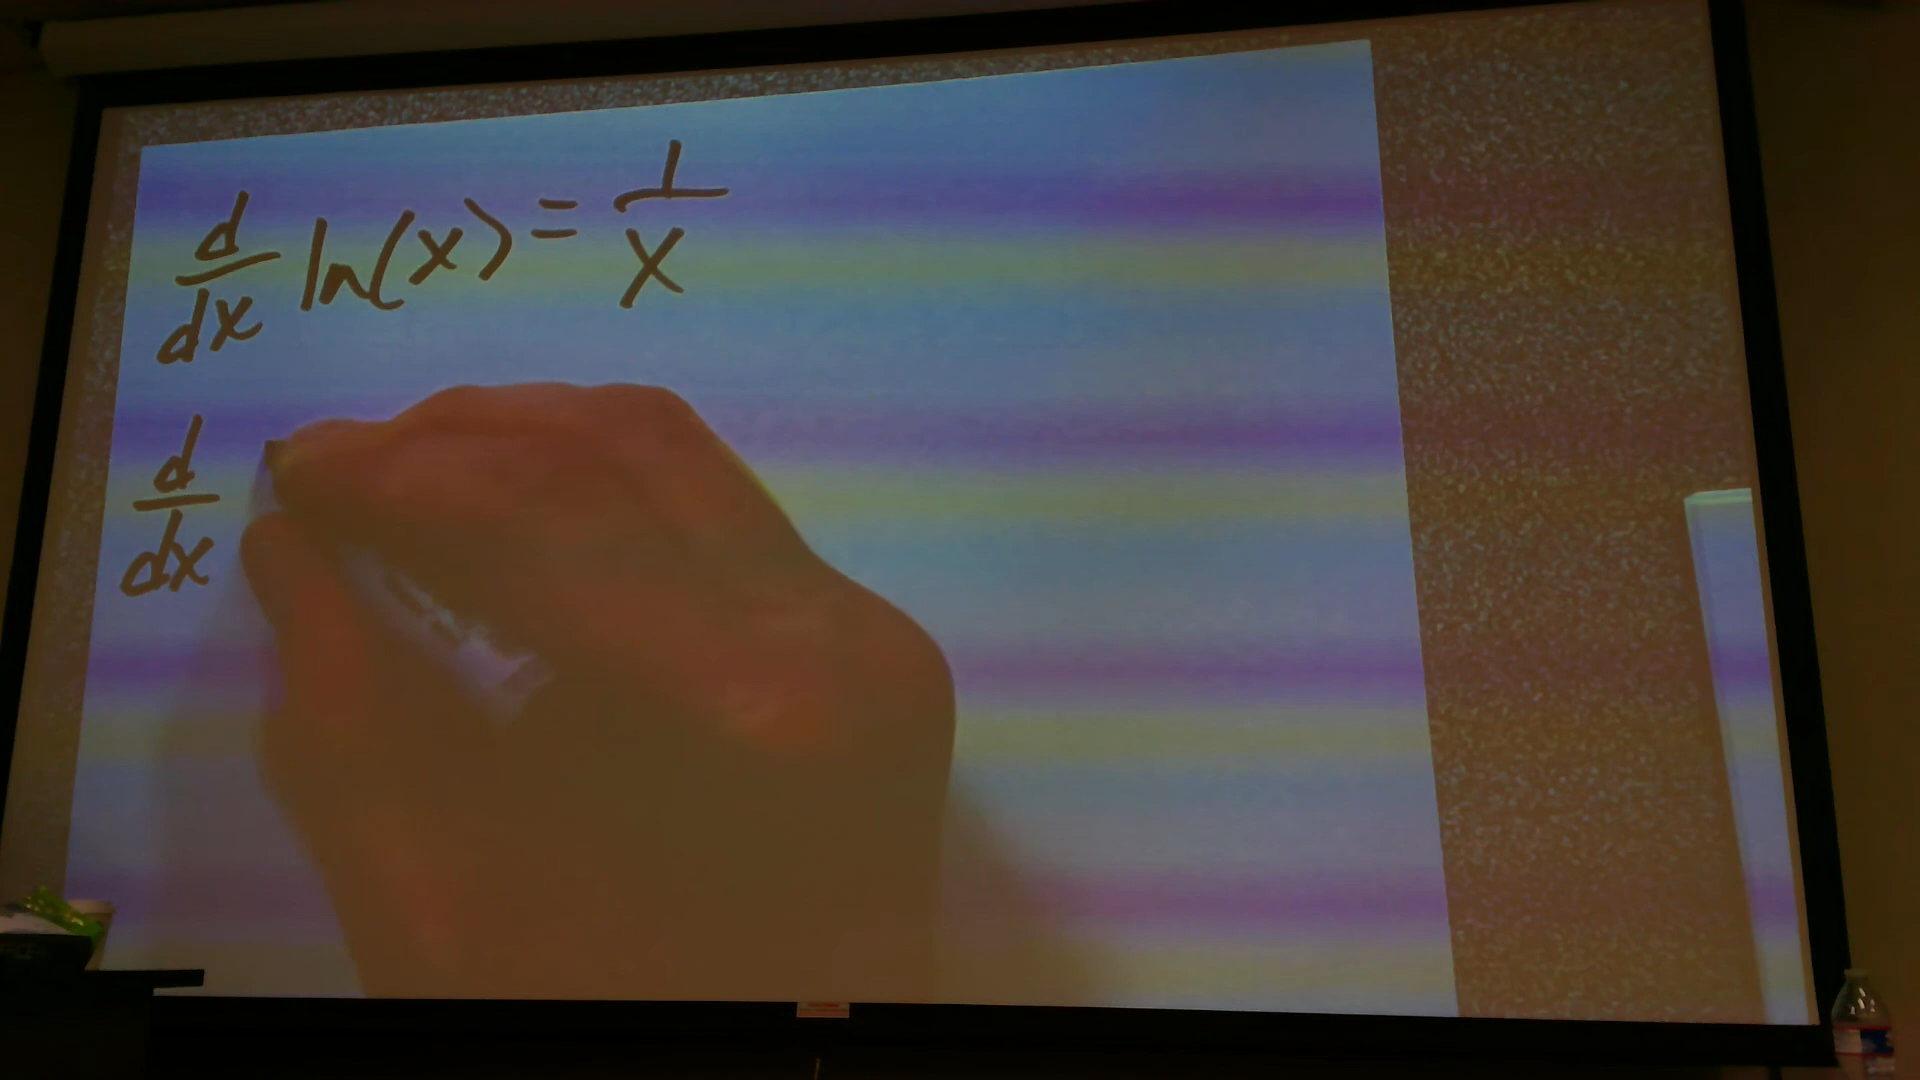 d/dx ln(x) = 1/x
d/dx